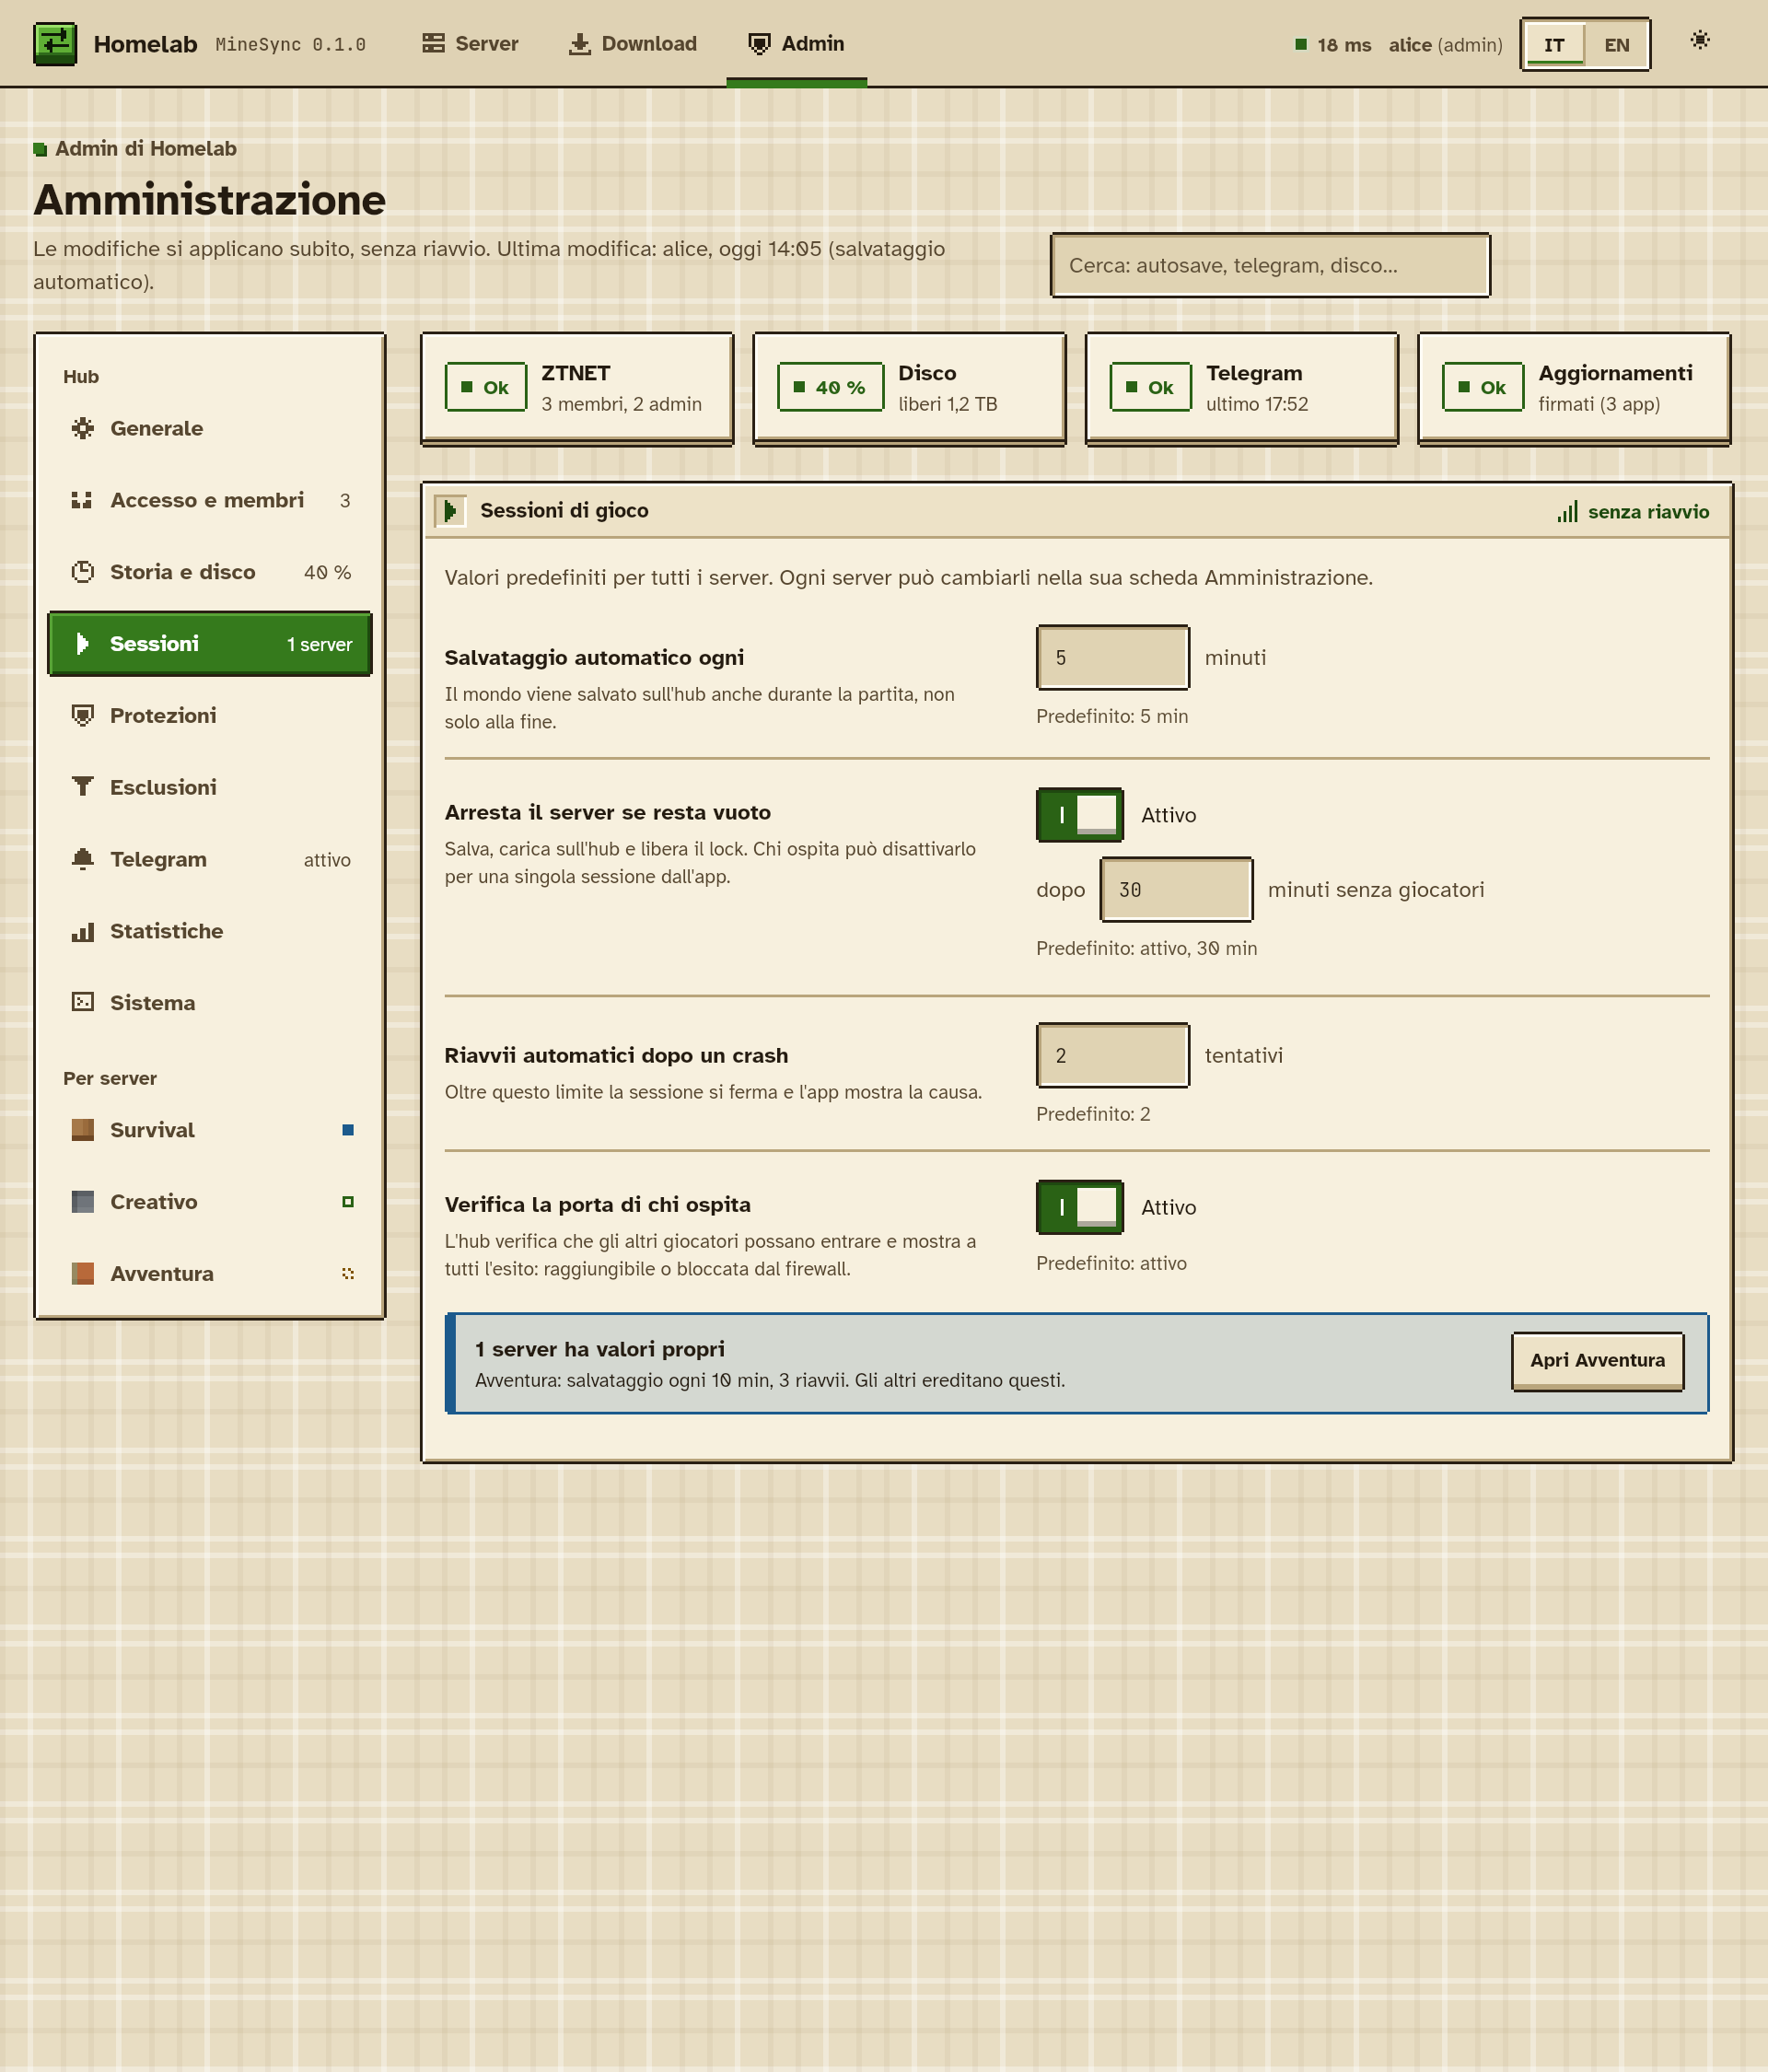 Homelab MineSync 0.1.0 Server Download Admin 18 ms alice (admin) IT EN
Admin di Homelab
Amministrazione
Le modifiche si applicano subito, senza riavvio. Ultima modifica: alice, oggi 14:05 (salvataggio
automatico).
Cerca: autosave, telegram, disco...
Hub
Generale
Accesso e membri 3
Storia e disco 40 %
Sessioni 1 server
Protezioni
Esclusioni
Telegram attivo
Statistiche
Sistema
Per server
Survival
Creativo
Avventura
Ok ZTNET
3 membri, 2 admin
40 % Disco
liberi 1,2 TB
Ok Telegram
ultimo 17:52
Ok Aggiornamenti
firmati (3 app)
Sessioni di gioco senza riavvio
Valori predefiniti per tutti i server. Ogni server può cambiarli nella sua scheda Amministrazione.
Salvataggio automatico ogni
Il mondo viene salvato sull'hub anche durante la partita, non
solo alla fine.
5 minuti
Predefinito: 5 min
Arresta il server se resta vuoto
Salva, carica sull'hub e libera il lock. Chi ospita può disattivarlo
per una singola sessione dall'app.
Attivo
dopo 30 minuti senza giocatori
Predefinito: attivo, 30 min
Riavvii automatici dopo un crash
Oltre questo limite la sessione si ferma e l'app mostra la causa.
2 tentativi
Predefinito: 2
Verifica la porta di chi ospita
L'hub verifica che gli altri giocatori possano entrare e mostra a
tutti l'esito: raggiungibile o bloccata dal firewall.
Attivo
Predefinito: attivo
1 server ha valori propri
Avventura: salvataggio ogni 10 min, 3 riavvii. Gli altri ereditano questi.
Apri Avventura